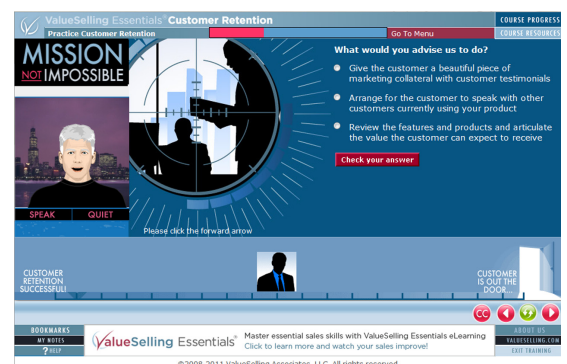 ValueSelling Essentials® Customer Retention
COURSE PROGRESS
Practice Customer Retention
Go To Menu
COURSE RESOURCES
MISSION
NOT IMPOSSIBLE
What would you advise us to do?
Give the customer a beautiful piece of
marketing collateral with customer testimonials
Arrange for the customer to speak with other
customers currently using your product
Review the features and products and articulate
the value the customer can expect to receive
Check your answer
SPEAK QUIET
Please click the forward arrow
CUSTOMER
RETENTION
SUCCESSFUL!
CUSTOMER
IS OUT THE
DOOR...
CC
BOOKMARKS
MY NOTES
? HELP
ValueSelling Essentials®
Master essential sales skills with ValueSelling Essentials eLearning
Click to learn more and watch your sales improve!
ABOUT US
VALUESELLING.COM
EXIT TRAINING
©2008-2011 ValueSelling Associates, LLC. All rights reserved